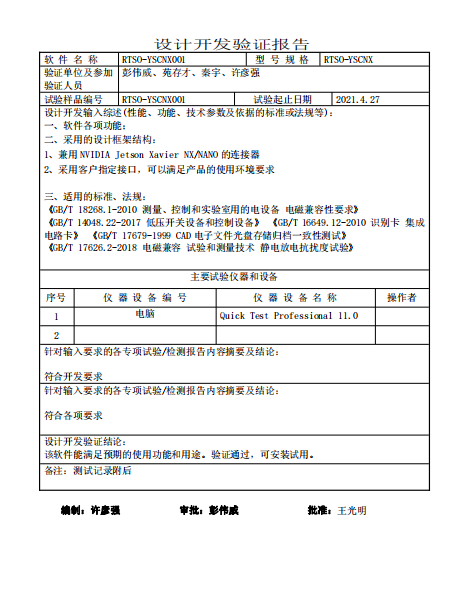 设计开发验证报告
软 件 名 称 RTSO-YSCNX001 型 号 规 格 RTSO-YSCNX
验证单位及参加 彭伟威、苑存才、秦宇、许彦强
验证人员
试验样品编号 RTSO-YSCNX001 试验起止日期 2021.4.27
设计开发输入综述(性能、功能、技术参数及依据的标准或法规等):
一、软件各项功能;
二、采用的设计框架结构:
1、兼用NVIDIA Jetson Xavier NX/NANO的连接器
2、采用客户指定接口，可以满足产品的使用环境要求
三、适用的标准、法规:
《GB/T 18268.1-2010 测量、控制和实验室用的电设备 电磁兼容性要求》
《GB/T 14048.22-2017 低压开关设备和控制设备》 《GB/T 16649.12-2010 识别卡 集成
电路卡》 《GB/T 17679-1999 CAD电子文件光盘存储归档一致性测试》
《GB/T 17626.2-2018 电磁兼容 试验和测量技术 静电放电抗扰度试验》
主要试验仪器和设备
序号 仪 器 设 备 编 号 仪 器 设 备 名 称 操作者
1 电脑 Quick Test Professional 11.0
2
针对输入要求的各专项试验/检测报告内容摘要及结论:
符合开发要求
针对输入要求的各专项试验/检测报告内容摘要及结论:
符合各项要求
设计开发验证结论:
该软件能满足预期的使用功能和用途。验证通过，可安装试用。
备注: 测试记录附后
编制: 许彦强 审批: 彭伟威 批准: 王光明